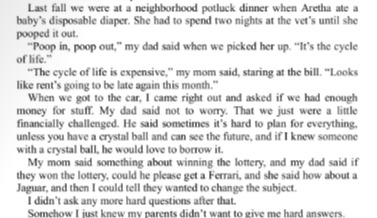 Last fall we were at a neighborhood potluck dinner when Aretha ate a
baby's disposable diaper. She had to spend two nights at the vet's until she
pooped it out.
"Poop in, poop out," my dad said when we picked her up. "It's the cycle
of life."
"The cycle of life is expensive," my mom said, staring at the bill. "Looks
like rent's going to be late again this month."
When we got to the car, I came right out and asked if we had enough
money for stuff. My dad said not to worry. That we just were a little
financially challenged. He said sometimes it's hard to plan for everything,
unless you have a crystal ball and can see the future, and if I knew someone
with a crystal ball, he would love to borrow it.
My mom said something about winning the lottery, and my dad said if
they won the lottery, could he please get a Ferrari, and she said how about a
Jaguar, and then I could tell they wanted to change the subject.
I didn't ask any more hard questions after that.
Somehow I just knew my parents didn't want to give me hard answers.